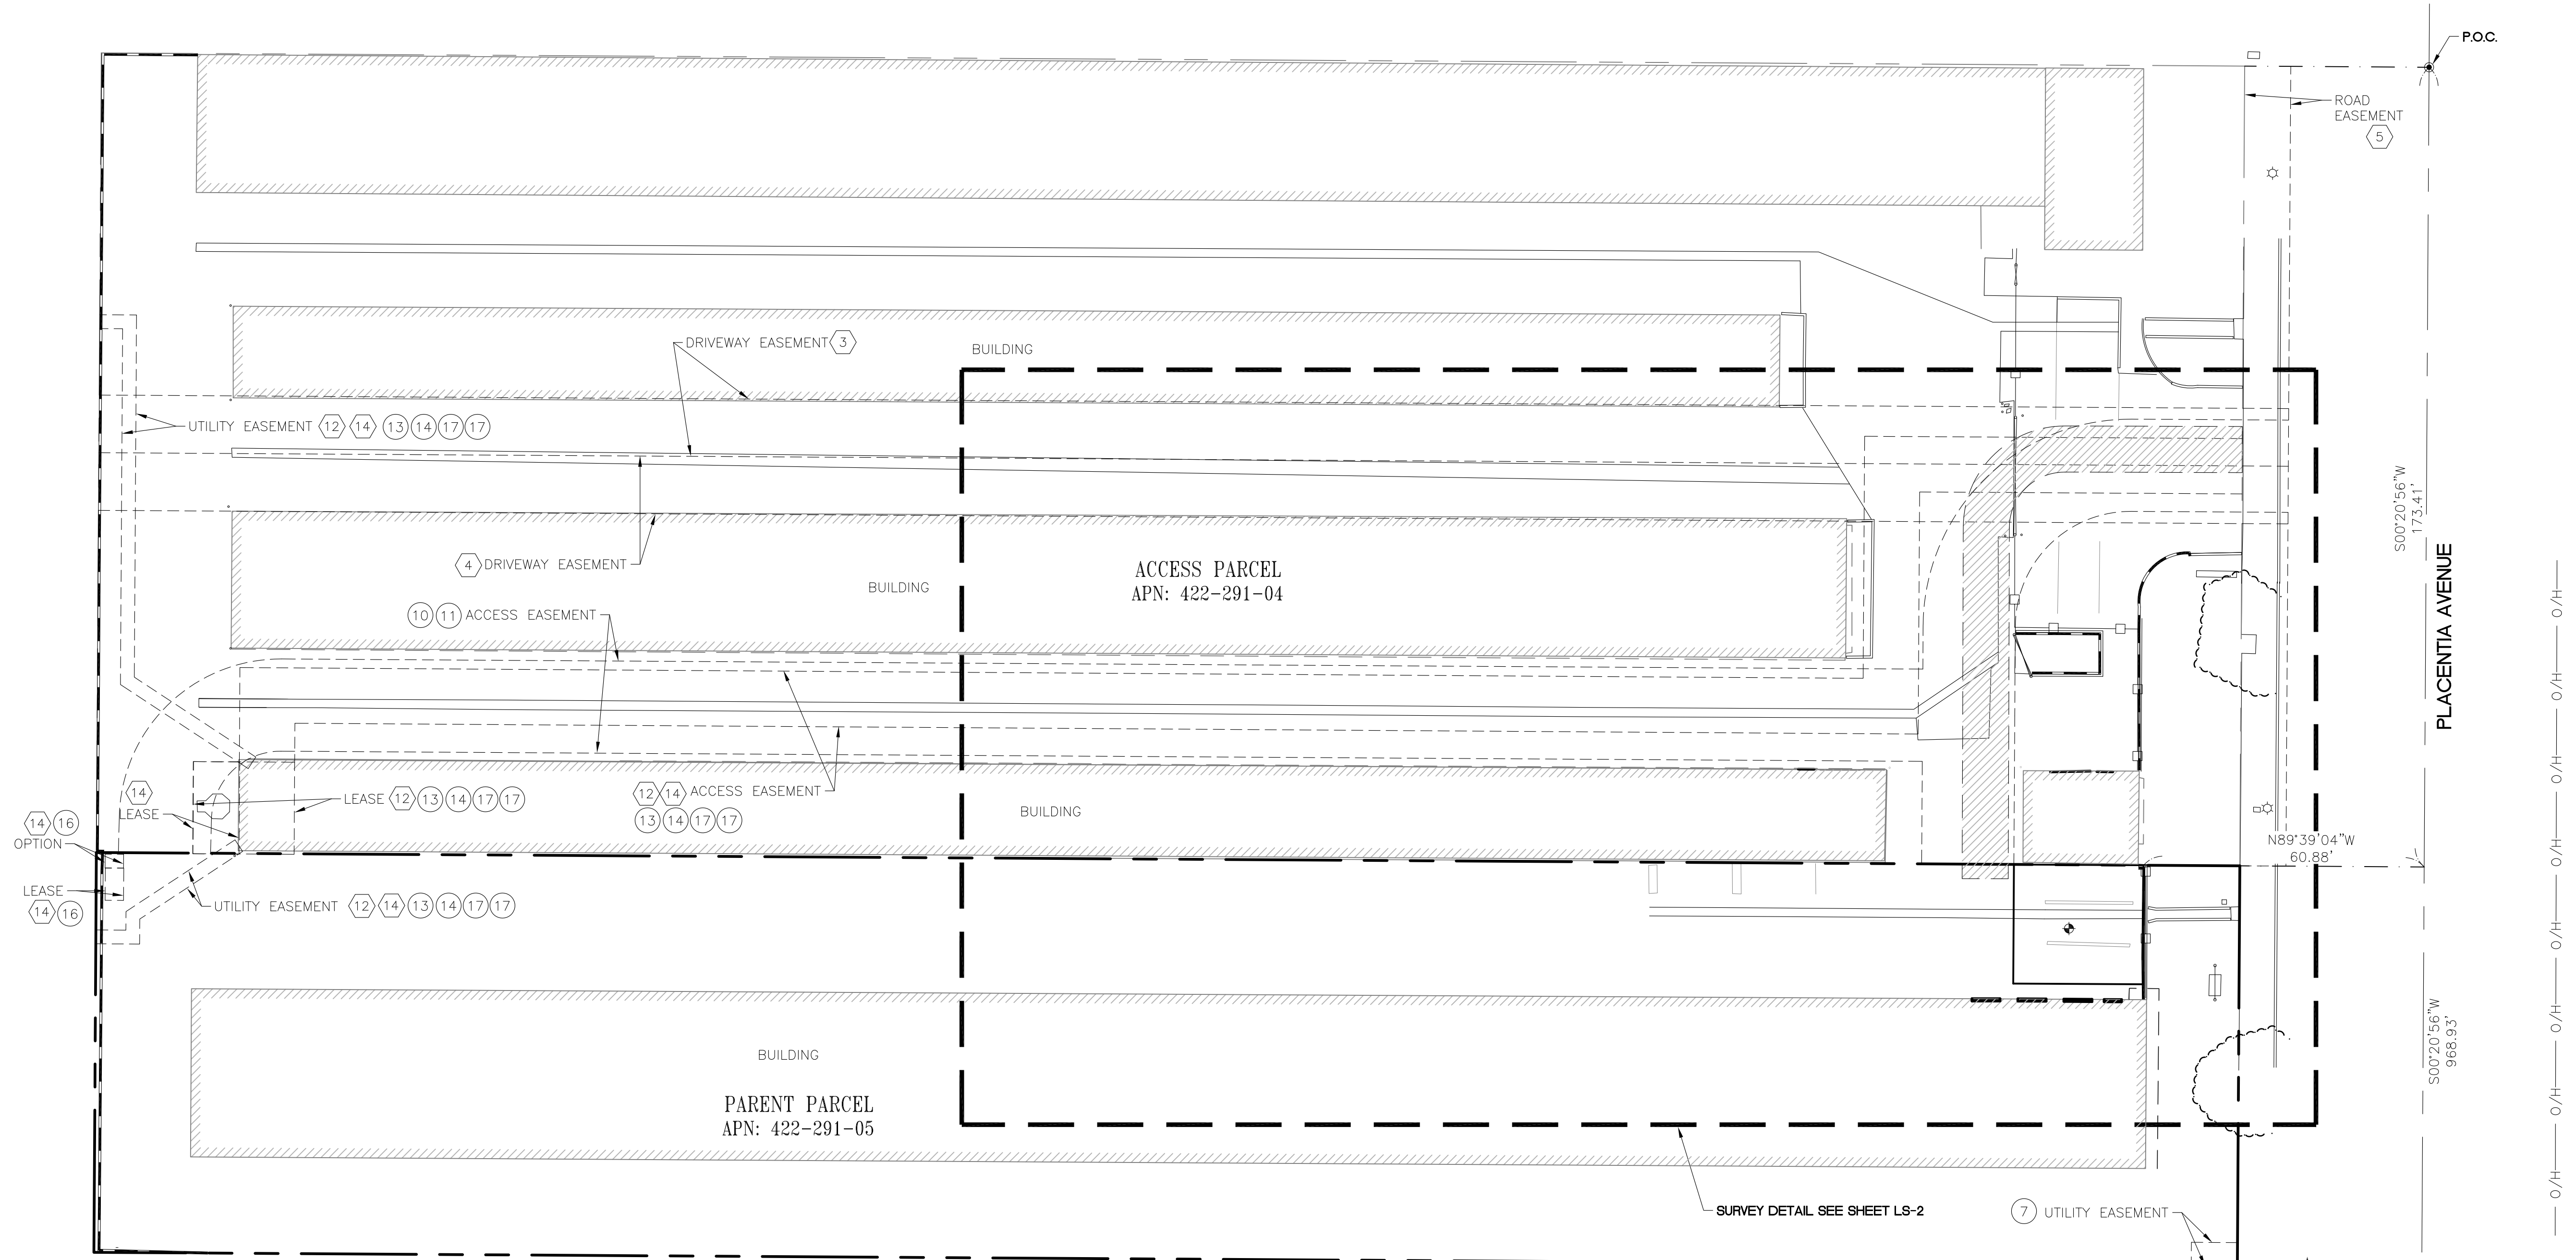 P.O.C.
ROAD
EASEMENT
5
DRIVEWAY EASEMENT 3
BUILDING
UTILITY EASEMENT 12 14 13 14 17 17
S00°20'56"W
173.41'
PLACENTIA AVENUE
4 DRIVEWAY EASEMENT
BUILDING
ACCESS PARCEL
APN: 422-291-04
10 11 ACCESS EASEMENT
O/H O/H O/H O/H O/H O/H O/H O/H
14
LEASE
LEASE 12 13 14 17 17
12 14 ACCESS EASEMENT
13 14 17 17
BUILDING
14 16
OPTION
N89°39'04"W
60.88'
LEASE
14 16
UTILITY EASEMENT 12 14 13 14 17 17
S00°20'56"W
968.93'
BUILDING
PARENT PARCEL
APN: 422-291-05
SURVEY DETAIL SEE SHEET LS-2
7 UTILITY EASEMENT